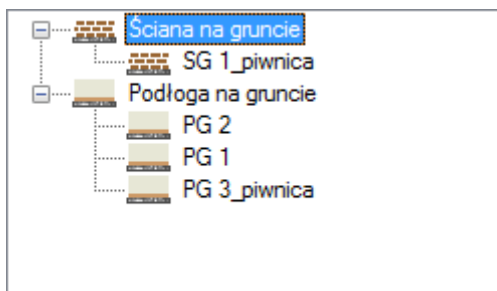 Ściana na gruncie
SG 1_piwnica
Podłoga na gruncie
PG 2
PG 1
PG 3_piwnica